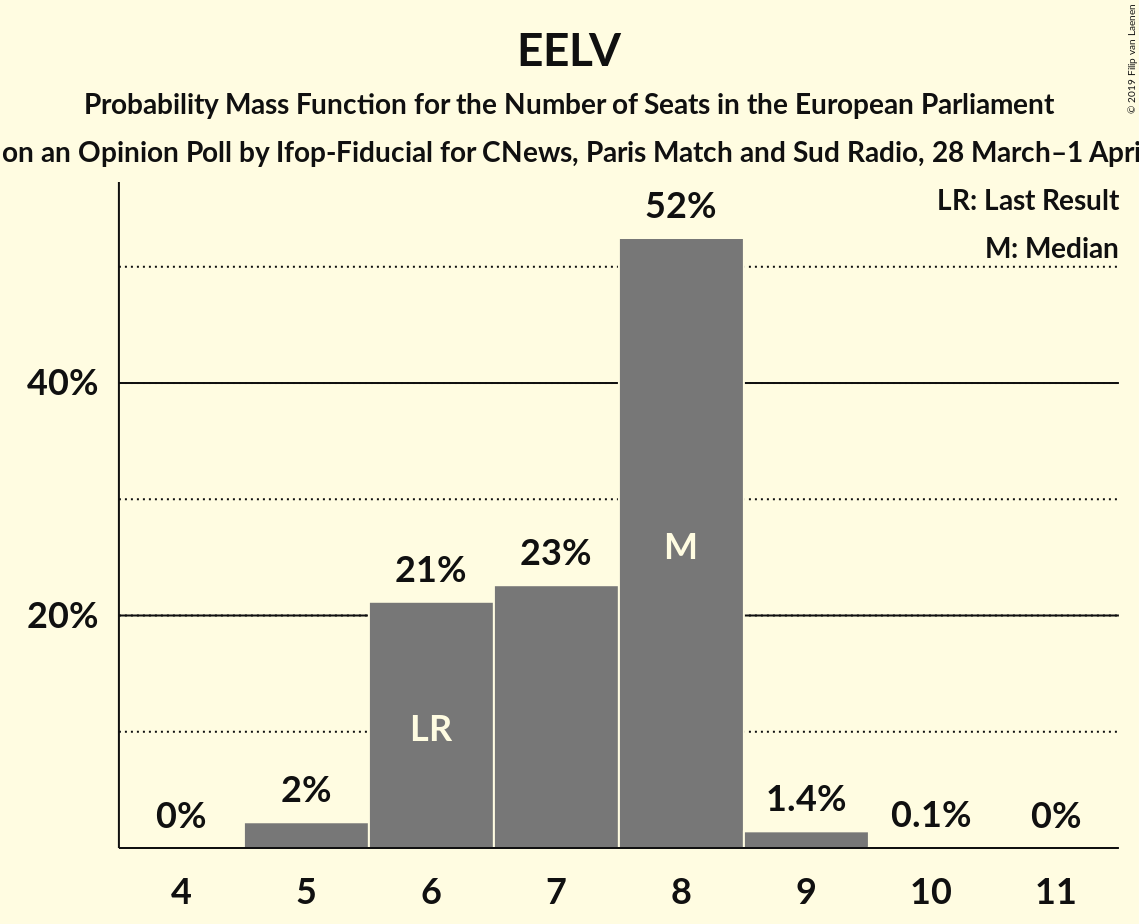 EELV
Probability Mass Function for the Number of Seats in the European Parliament
on an Opinion Poll by Ifop-Fiducial for CNews, Paris Match and Sud Radio, 28 March–1 Apri
© 2019 Filip van Laenen
LR: Last Result
M: Median
52%
40%
M
23%
21%
20%
LR
2%
1.4%
0%
0.1%
0%
4 5 6 7 8 9 10 11